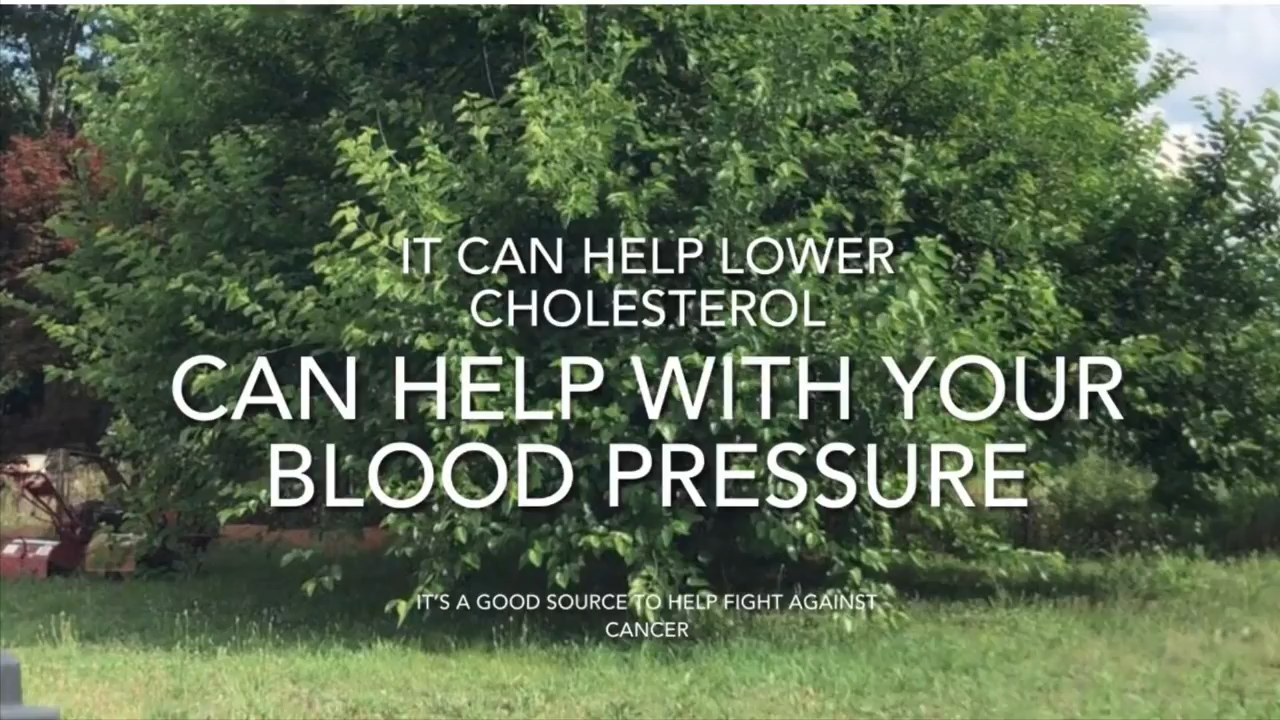 IT CAN HELP LOWER
CHOLESTEROL
CAN HELP WITH YOUR
BLOOD PRESSURE
IT'S A GOOD SOURCE TO HELP FIGHT AGAINST
CANCER